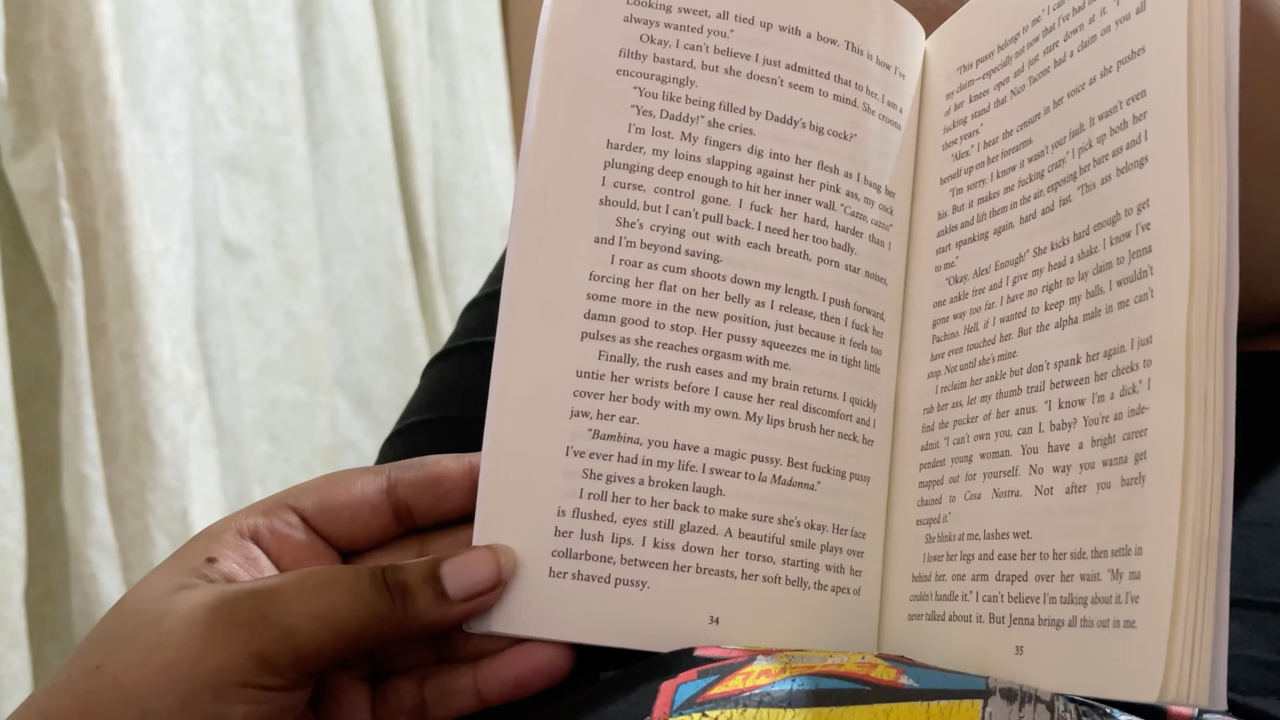 Looking sweet, all tied up with a bow. This is how I've
always wanted you."
Okay, I can't believe I just admitted that to her. I am a
filthy bastard, but she doesn't seem to mind. She croons
encouragingly.
"You like being filled by Daddy's big cock?"
"Yes, Daddy!" she cries.
I'm lost. My fingers dig into her flesh as I bang her
harder, my loins slapping against her pink ass, my cock
plunging deep enough to hit her inner wall. "Cazzo, cazzo!"
I curse, control gone. I fuck her hard, harder than I
should, but I can't pull back. I need her too badly.
She's crying out with each breath, porn star noises,
and I'm beyond saving.
I roar as cum shoots down my length. I push forward,
forcing her flat on her belly as I release, then I fuck her
some more in the new position, just because it feels too
damn good to stop. Her pussy squeezes me in tight little
pulses as she reaches orgasm with me.
Finally, the rush eases and my brain returns. I quickly
untie her wrists before I cause her real discomfort and I
cover her body with my own. My lips brush her neck, her
jaw, her ear.
"Bambina, you have a magic pussy. Best fucking pussy
I've ever had in my life. I swear to la Madonna."
She gives a broken laugh.
I roll her to her back to make sure she's okay. Her face
is flushed, eyes still glazed. A beautiful smile plays over
her lush lips. I kiss down her torso, starting with her
collarbone, between her breasts, her soft belly, the apex of
her shaved pussy.
34
"This pussy belongs to me." I can
my claim—especially not now that I've had
of her knees open and just stare down at it.
fucking stand that Nico Tacone had a claim on you all
these years."
"Alex." I hear the censure in her voice as she pushes
herself up on her forearms.
"I'm sorry. I know it wasn't your fault. It wasn't even
his. But it makes me fucking crazy." I pick up both her
ankles and lift them in the air, exposing her bare ass and I
start spanking again, hard and fast. "This ass belongs
to me."
"Okay, Alex! Enough!" She kicks hard enough to get
one ankle free and I give my head a shake. I know I've
gone way too far. I have no right to lay claim to Jenna
Pachino. Hell, if I wanted to keep my balls, I wouldn't
have even touched her. But the alpha male in me can't
stop. Not until she's mine.
I reclaim her ankle but don't spank her again. I just
rub her ass, let my thumb trail between her cheeks to
find the pucker of her anus. "I know I'm a dick," I
admit. "I can't own you, can I, baby? You're an inde-
pendent young woman. You have a bright career
mapped out for yourself. No way you wanna get
chained to Cosa Nostra. Not after you barely
escaped it."
She blinks at me, lashes wet.
I lower her legs and ease her to her side, then settle in
behind her, one arm draped over her waist. "My ma
couldn't handle it." I can't believe I'm talking about it. I've
never talked about it. But Jenna brings all this out in me.
35